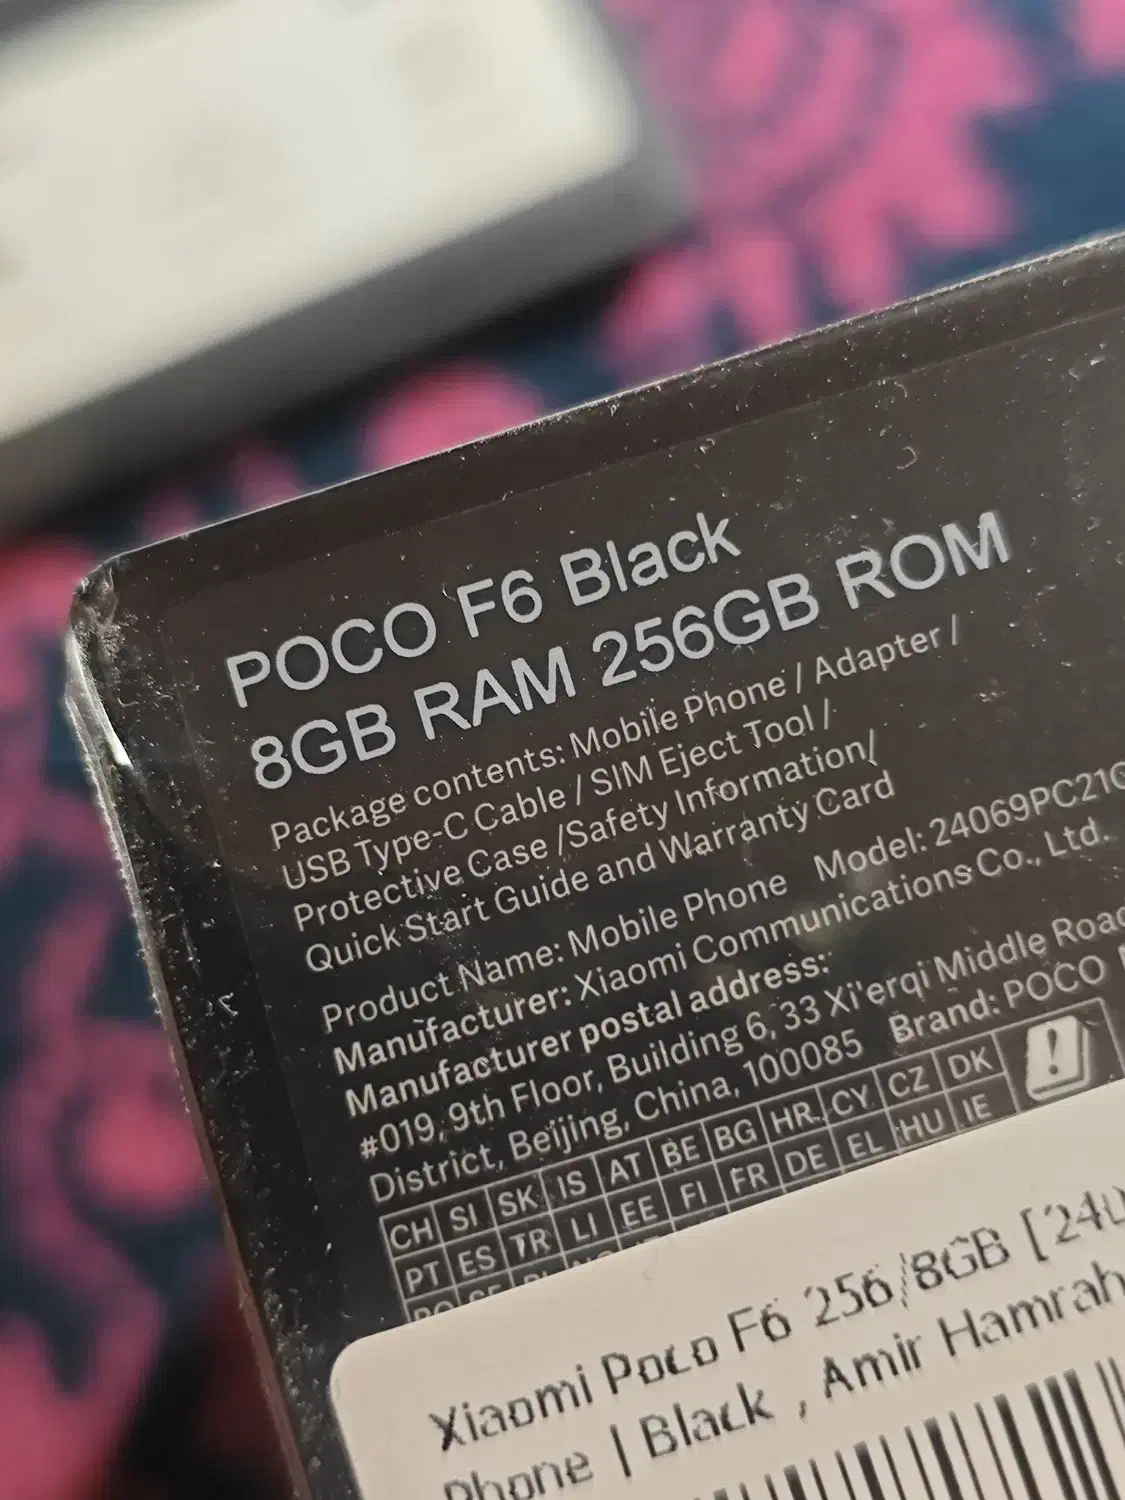 POCO F6 Black
8GB RAM 256GB ROM
Package contents: Mobile Phone / Adapter /
USB Type-C Cable / SIM Eject Tool /
Protective Case /Safety Information/
Quick Start Guide and Warranty Card
Product Name: Mobile Phone Model: 24069PC21G
Manufacturer: Xiaomi Communications Co., Ltd.
Manufacturer postal address:
#019, 9th Floor, Building 6, 33 Xi'erqi Middle Road
District, Beijing, China, 100085 Brand: POCO
CH SI SK IS AT BE BG HR CY CZ DK
PT ES TR LI EE FI FR DE EL HU IE
Xiaomi Poco F6 256/8GB [240
Phone | Black , Amir Hamrah